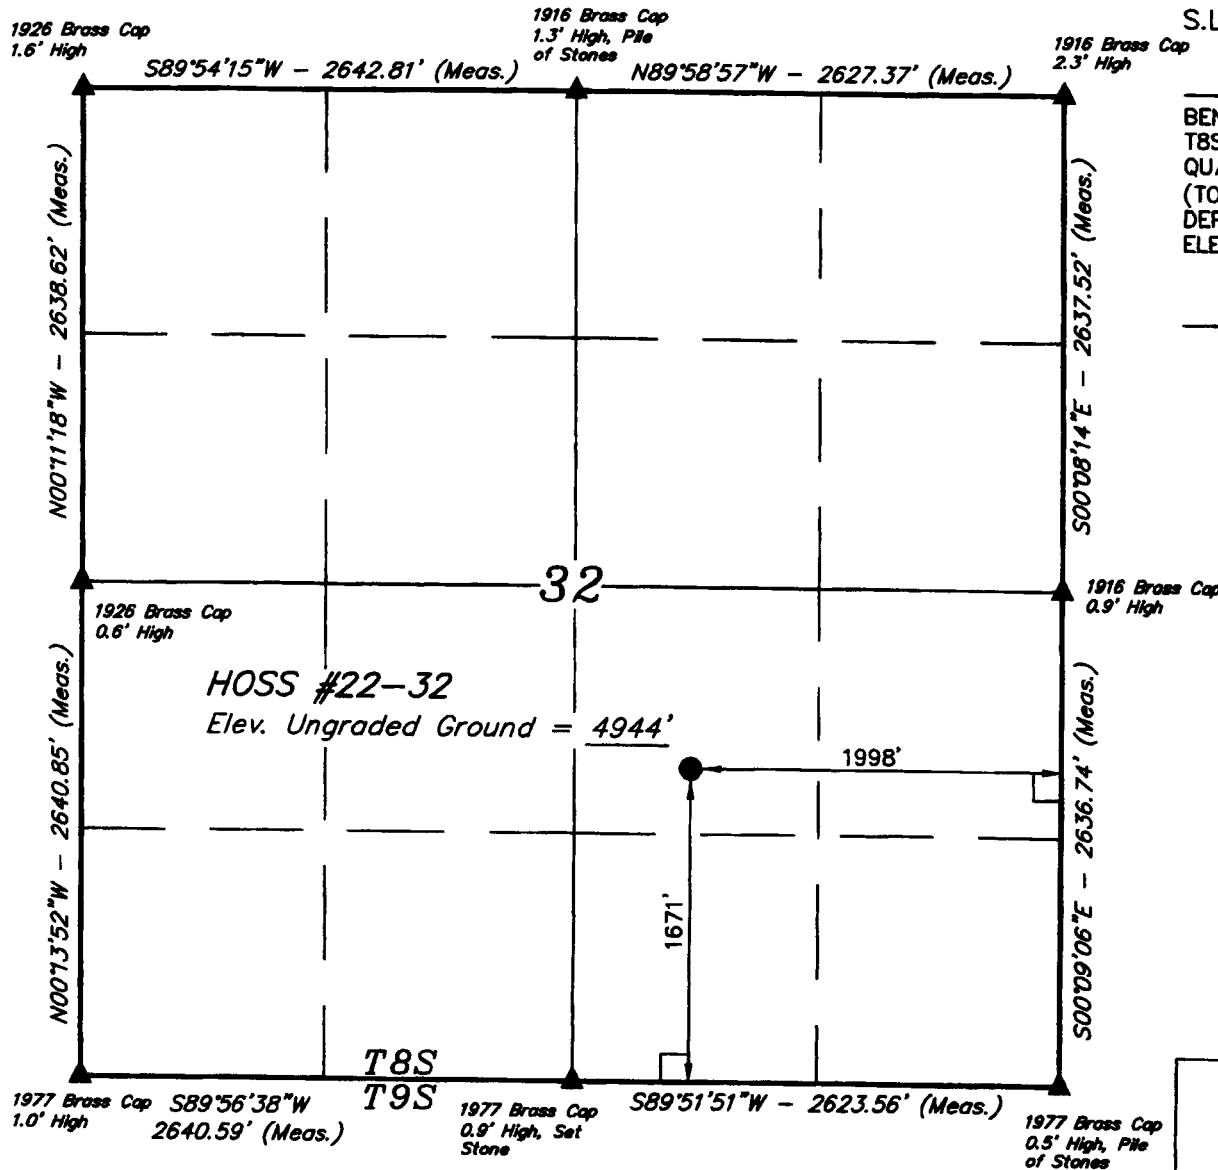 1926 Brass Cap
1.6' High
1916 Brass Cap
1.3' High, Pile
of Stones
S.L
1916 Brass Cap
2.3' High
S89°54'15"W - 2642.81' (Meas.)
N89°58'57"W - 2627.37' (Meas.)
T8S
(TO
ELE
N00°11'18"W - 2638.62' (Meas.)
S00°08'14"E - 2637.52' (Meas.)
32
1926 Brass Cap
0.6' High
1916 Brass Cap
0.9' High
HOSS #22-32
Elev. Ungraded Ground = 4944'
1998'
1671'
N00°13'52"W - 2640.85' (Meas.)
S00°09'06"E - 2636.74' (Meas.)
T8S
T9S
1977 Brass Cap
1.0' High
S89°56'38"W
2640.59' (Meas.)
1977 Brass Cap
0.9' High, Set
Stone
S89°51'51"W - 2623.56' (Meas.)
1977 Brass Cap
0.5' High, Pile
of Stones